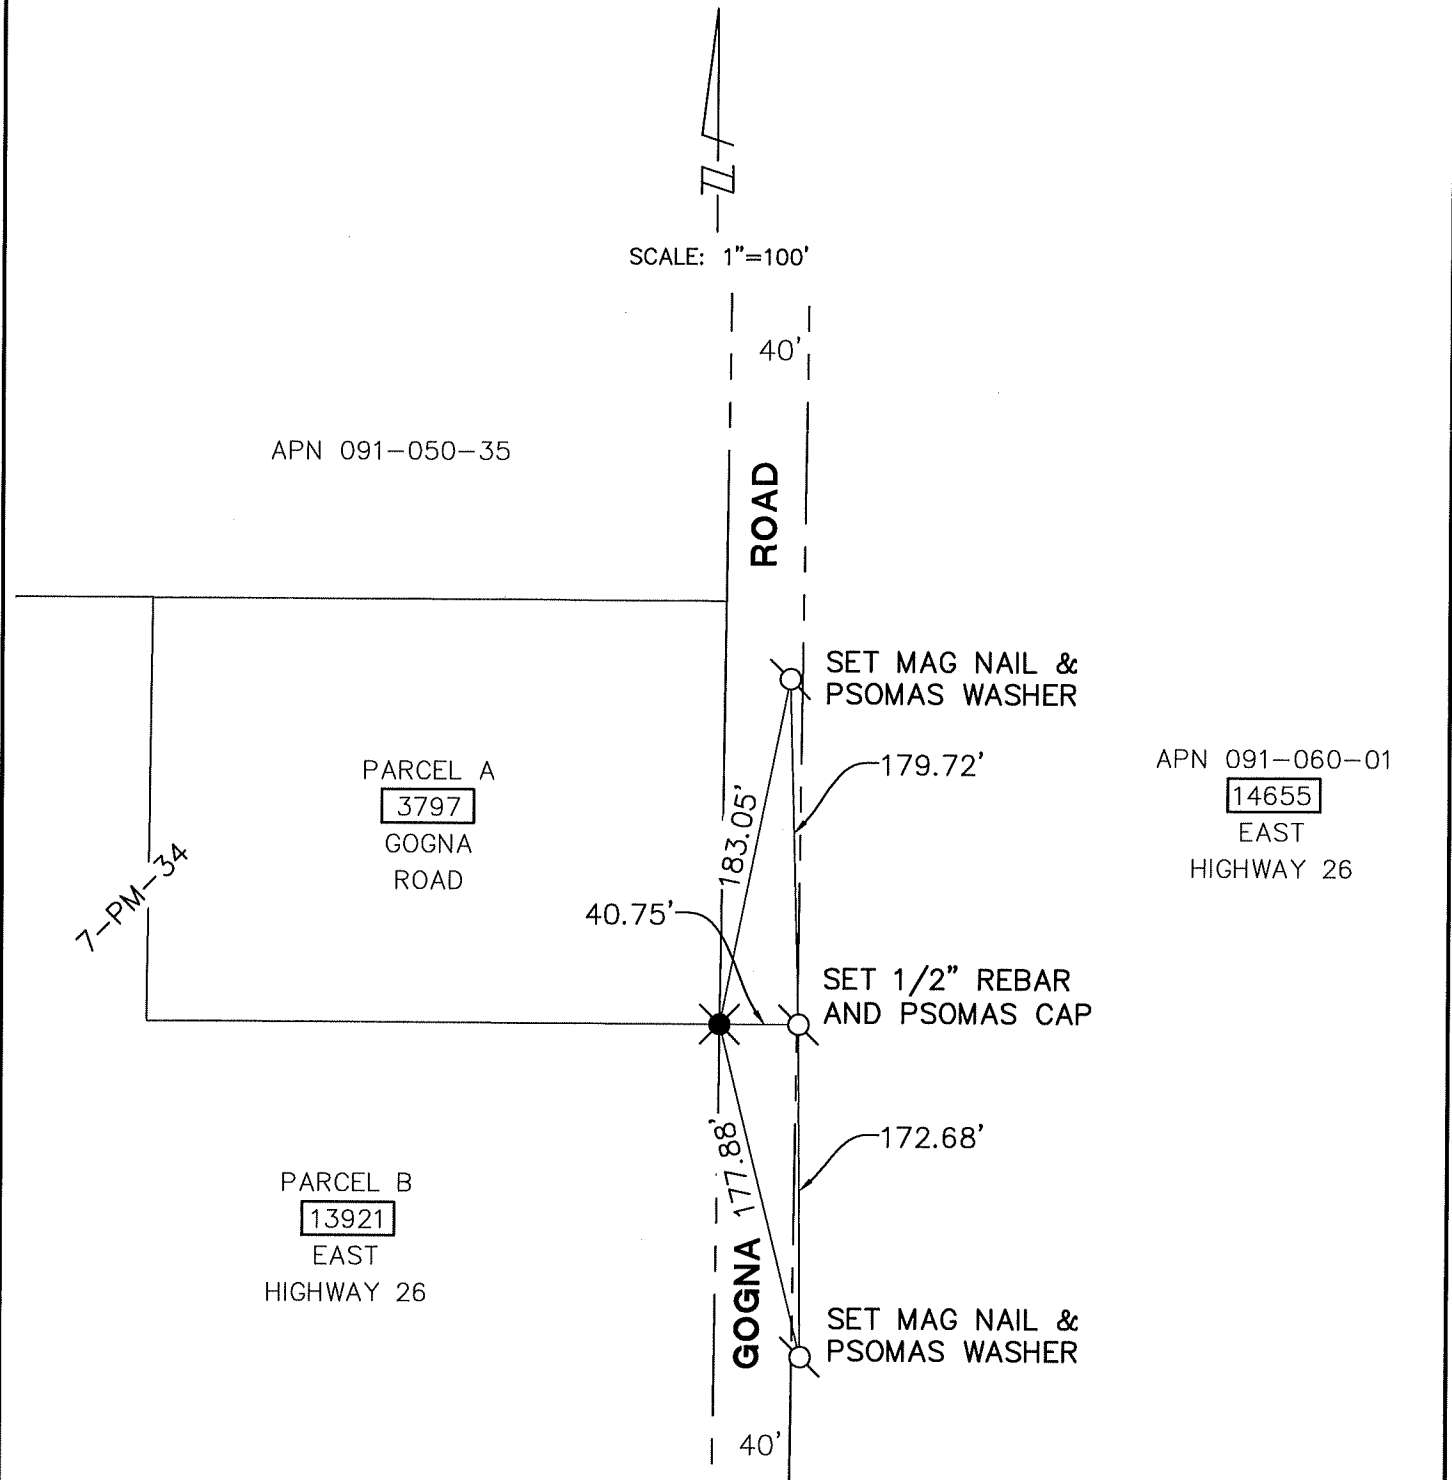 N
SCALE: 1"=100'
40'
APN 091-050-35
ROAD
SET MAG NAIL &
PSOMAS WASHER
179.72'
APN 091-060-01
14655
EAST
HIGHWAY 26
PARCEL A
3797
GOGNA
ROAD
183.05'
7-PM-34
40.75'
SET 1/2" REBAR
AND PSOMAS CAP
172.68'
177.88'
PARCEL B
13921
EAST
HIGHWAY 26
GOGNA
SET MAG NAIL &
PSOMAS WASHER
40'